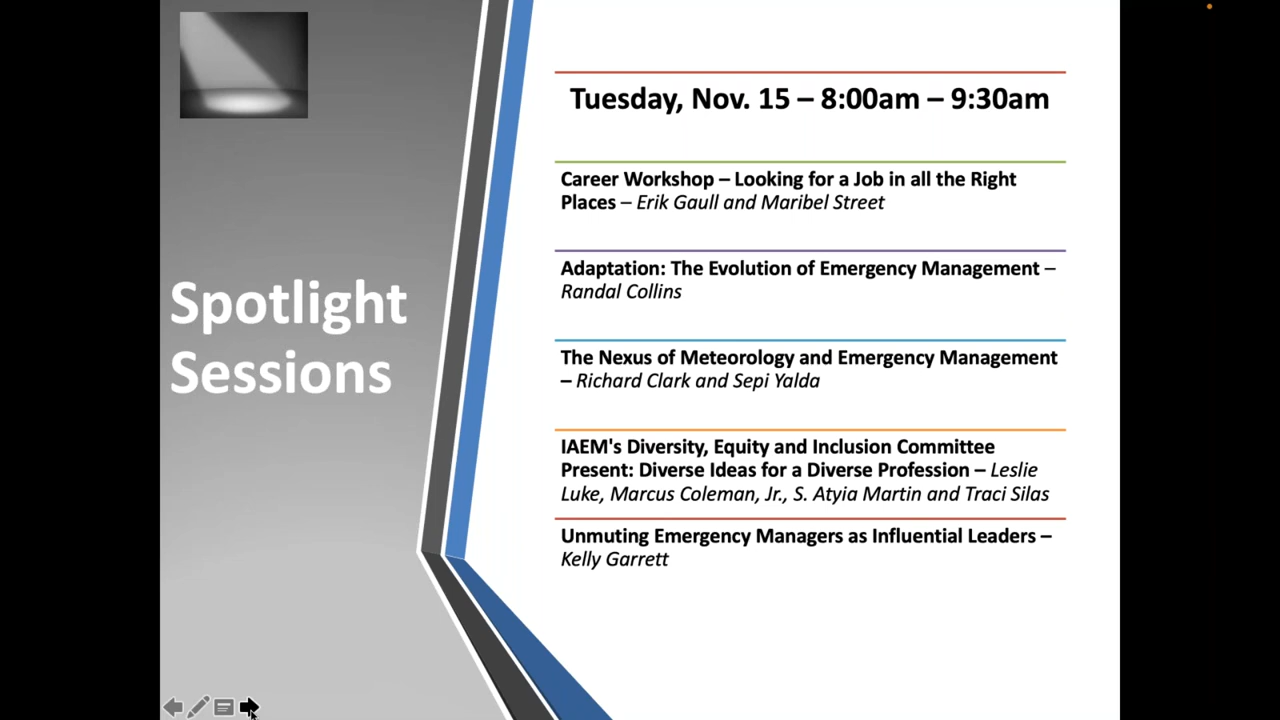 Spotlight
Sessions
Tuesday, Nov. 15 – 8:00am – 9:30am
Career Workshop – Looking for a Job in all the Right
Places – Erik Gaull and Maribel Street
Adaptation: The Evolution of Emergency Management –
Randal Collins
The Nexus of Meteorology and Emergency Management
– Richard Clark and Sepi Yalda
IAEM's Diversity, Equity and Inclusion Committee
Present: Diverse Ideas for a Diverse Profession – Leslie
Luke, Marcus Coleman, Jr., S. Atyia Martin and Traci Silas
Unmuting Emergency Managers as Influential Leaders –
Kelly Garrett